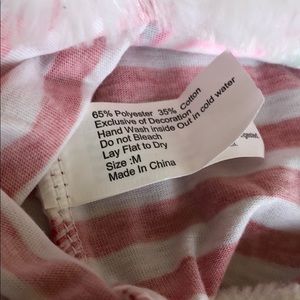 65% Polyester 35% Cotton
Exclusive of Decoration
Hand Wash inside Out in cold water
Do not Bleach
Lay Flat to Dry
Size :M
Made In China